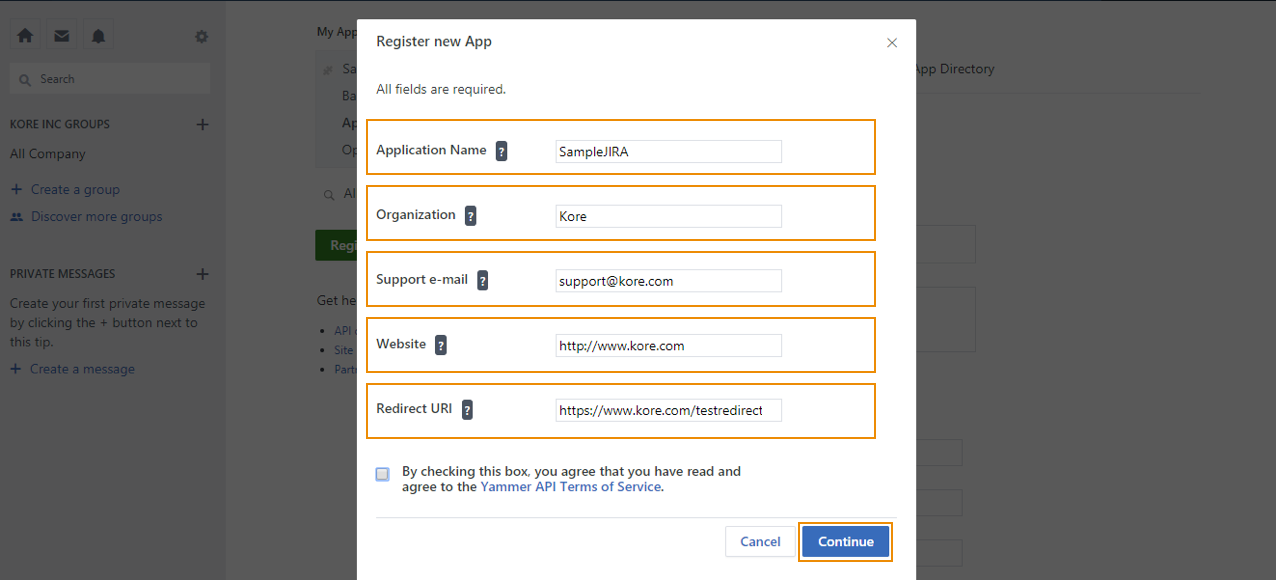 Search
KORE INC GROUPS
All Company
Create a group
Discover more groups
PRIVATE MESSAGES
Create your first private message
by clicking the + button next to
this tip.
Create a message
My App
Sa
Ba
Ap
Op
Al
Regi
Get he
API
Site
Part
App Directory
Register new App
All fields are required.
Application Name ?
SampleJIRA
Organization ?
Kore
Support e-mail ?
support@kore.com
Website ?
http://www.kore.com
Redirect URI ?
https://www.kore.com/testredirect
By checking this box, you agree that you have read and
agree to the Yammer API Terms of Service.
Cancel
Continue